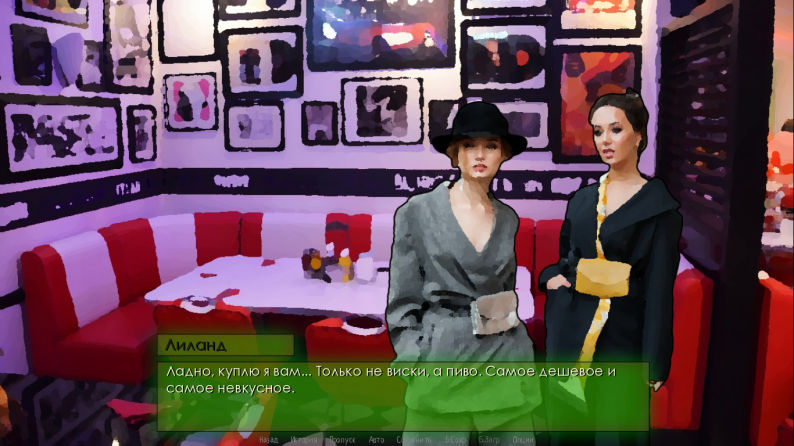 Лиланд
Ладно, куплю я вам... Только не виски, а пиво. Самое дешевое и
самое невкусное.
Назад История Пропуск Авто Сохранить Б.Сохр Б.Загр Опции